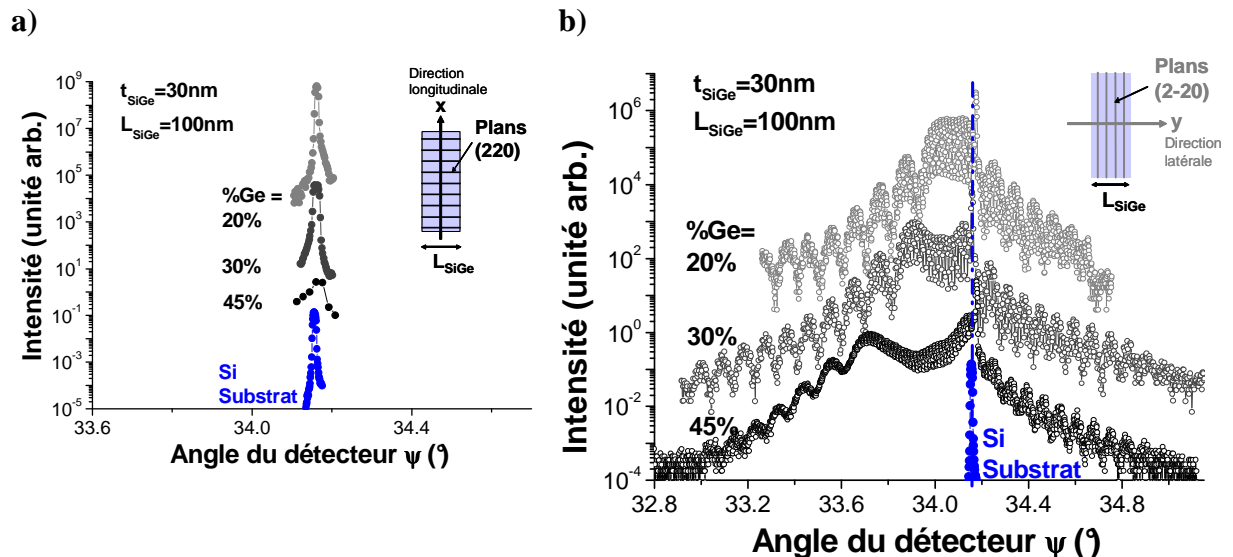 a)
t_SiGe=30nm
L_SiGe=100nm
%Ge =
20%
30%
45%
Si
Substrat
Direction
longitudinale
x
Plans
(220)
L_SiGe
Intensité (unité arb.)
10^9
10^7
10^5
10^3
10^1
10^-1
10^-3
10^-5
33.6
34.0
34.4
Angle du détecteur ψ (°)
b)
t_SiGe=30nm
L_SiGe=100nm
%Ge=
20%
30%
45%
Si
Substrat
Plans
(2-20)
y
Direction
latérale
L_SiGe
Intensité (unité arb.)
10^6
10^4
10^2
10^0
10^-2
10^-4
32.8
33.2
33.6
34.0
34.4
34.8
Angle du détecteur ψ (°)